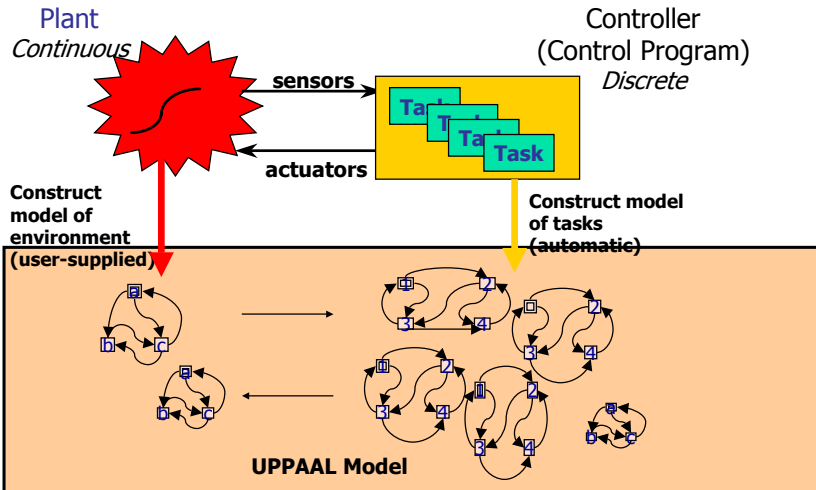 Plant
Continuous
Controller
(Control Program)
Discrete
sensors
Task
Task
Task
Task
actuators
Construct
model of
environment
(user-supplied)
Construct model
of tasks
(automatic)
a
b
c
a
b
c
1
2
3
4
2
3
4
1
2
3
4
1
2
3
4
a
b
c
UPPAAL Model